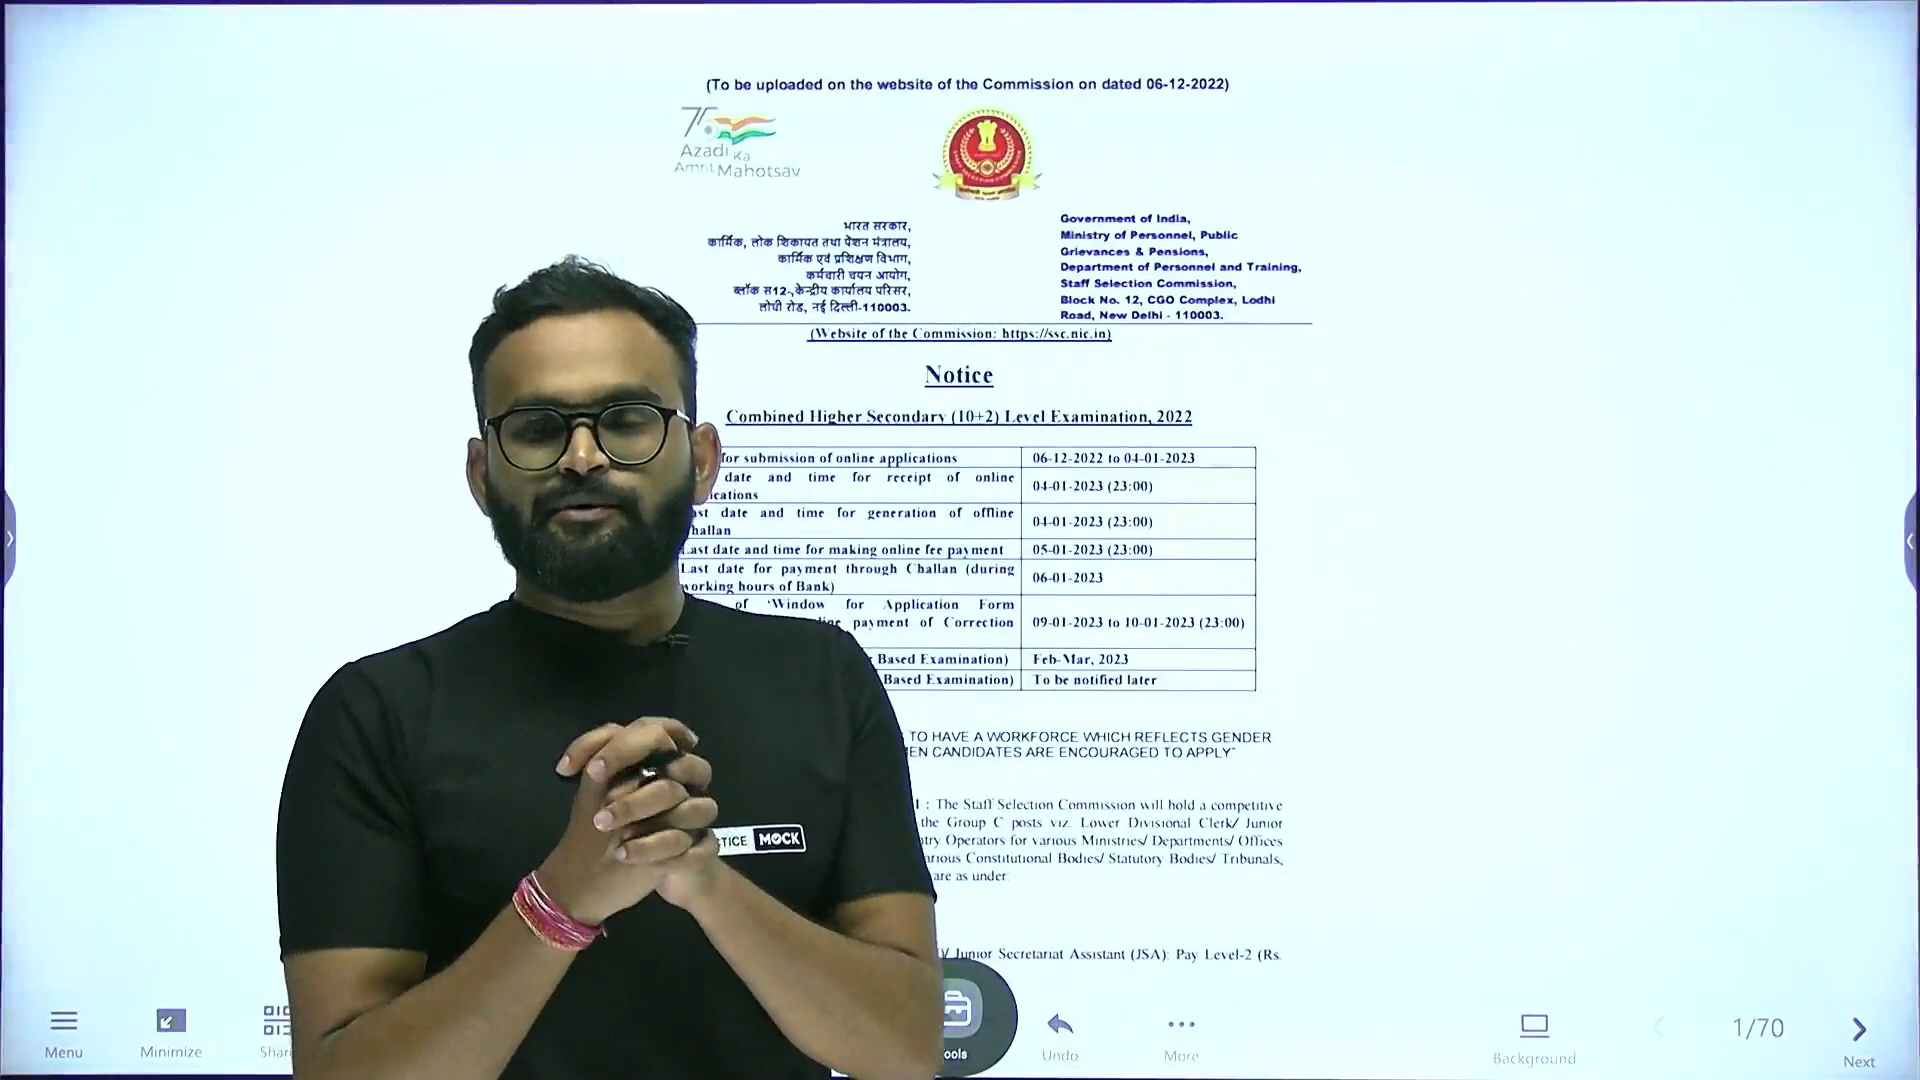 (To be uploaded on the website of the Commission on dated 06-12-2022)
75
Azadi Ka
Amrit Mahotsav
भारत सरकार,
कार्मिक, लोक शिकायत तथा पेंशन मंत्रालय,
कार्मिक एवं प्रशिक्षण विभाग,
कर्मचारी चयन आयोग,
ब्लॉक स12-,केन्द्रीय कार्यालय परिसर,
लोधी रोड, नई दिल्ली-110003.
Government of India,
Ministry of Personnel, Public
Grievances & Pensions,
Department of Personnel and Training,
Staff Selection Commission,
Block No. 12, CGO Complex, Lodhi
Road, New Delhi - 110003.
(Website of the Commission: https://ssc.nic.in)
Notice
Combined Higher Secondary (10+2) Level Examination, 2022
for submission of online applications 06-12-2022 to 04-01-2023
date and time for receipt of online
04-01-2023 (23:00)
date and time for generation of offline
04-01-2023 (23:00)
Last date and time for making online fee payment 05-01-2023 (23:00)
Last date for payment through Challan (during
working hours of Bank) 06-01-2023
of 'Window for Application Form
payment of Correction 09-01-2023 to 10-01-2023 (23:00)
Based Examination) Feb-Mar, 2023
Based Examination) To be notified later
TO HAVE A WORKFORCE WHICH REFLECTS GENDER
CANDIDATES ARE ENCOURAGED TO APPLY"
: The Staff Selection Commission will hold a competitive
the Group C posts viz. Lower Divisional Clerk/ Junior
Operators for various Ministries/ Departments/ Offices
Constitutional Bodies/ Statutory Bodies/ Tribunals,
are as under:
/ Junior Secretariat Assistant (JSA): Pay Level-2 (Rs.
MOCK
Menu
Minimize
Undo
More
Background
1/70
Next